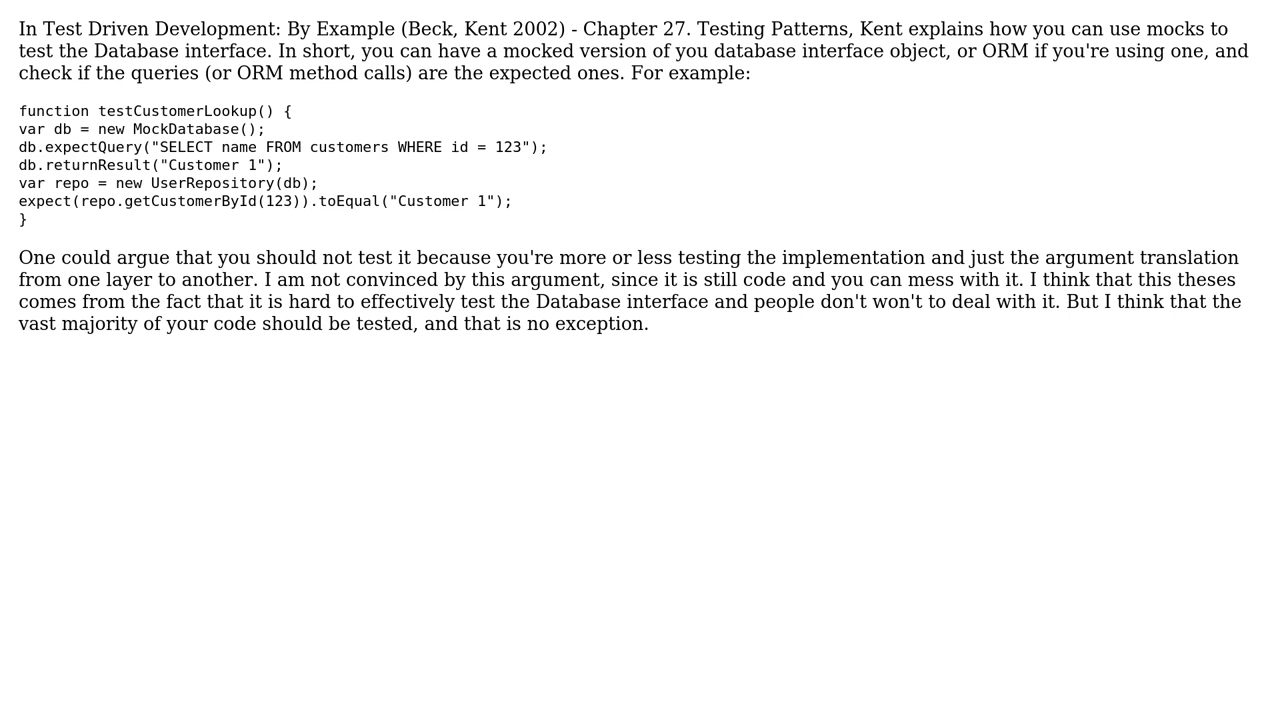 In Test Driven Development: By Example (Beck, Kent 2002) - Chapter 27. Testing Patterns, Kent explains how you can use mocks to
test the Database interface. In short, you can have a mocked version of you database interface object, or ORM if you're using one, and
check if the queries (or ORM method calls) are the expected ones. For example:
function testCustomerLookup() {
var db = new MockDatabase();
db.expectQuery("SELECT name FROM customers WHERE id = 123");
db.returnResult("Customer 1");
var repo = new UserRepository(db);
expect(repo.getCustomerById(123)).toEqual("Customer 1");
}
One could argue that you should not test it because you're more or less testing the implementation and just the argument translation
from one layer to another. I am not convinced by this argument, since it is still code and you can mess with it. I think that this theses
comes from the fact that it is hard to effectively test the Database interface and people don't won't to deal with it. But I think that the
vast majority of your code should be tested, and that is no exception.